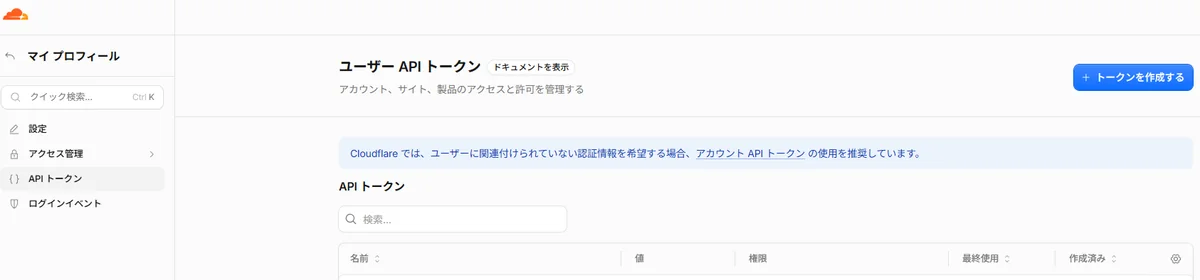 マイ プロフィール
クイック検索... Ctrl K
設定
アクセス管理
API トークン
ログインイベント
ユーザー API トークン ドキュメントを表示
アカウント、サイト、製品のアクセスと許可を管理する
+ トークンを作成する
Cloudflare では、ユーザーに関連付けられていない認証情報を希望する場合、アカウント API トークン の使用を推奨しています。
API トークン
検索...
名前 値 権限 最終使用 作成済み